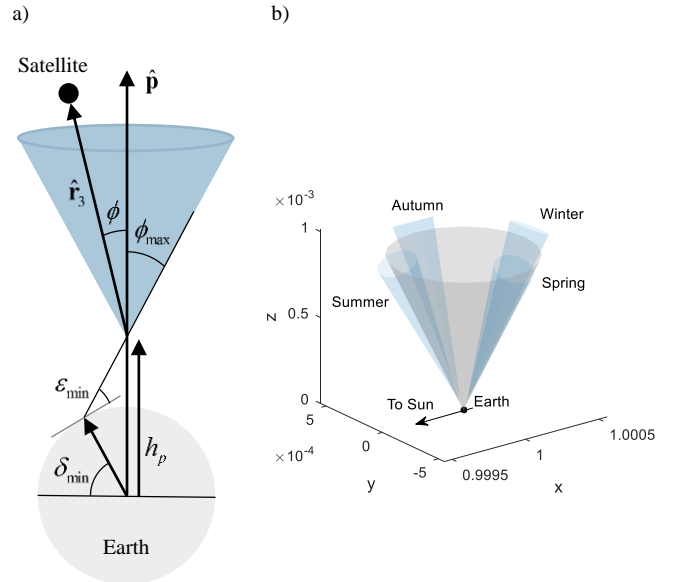 a)
Satellite
p̂
r̂₃
ϕ
ϕmax
εmin
δmin
hp
Earth
b)
×10⁻³
1
0.5
0
z
Autumn
Winter
Summer
Spring
To Sun
Earth
5
0
-5
×10⁻⁴
y
0.9995
1
1.0005
x